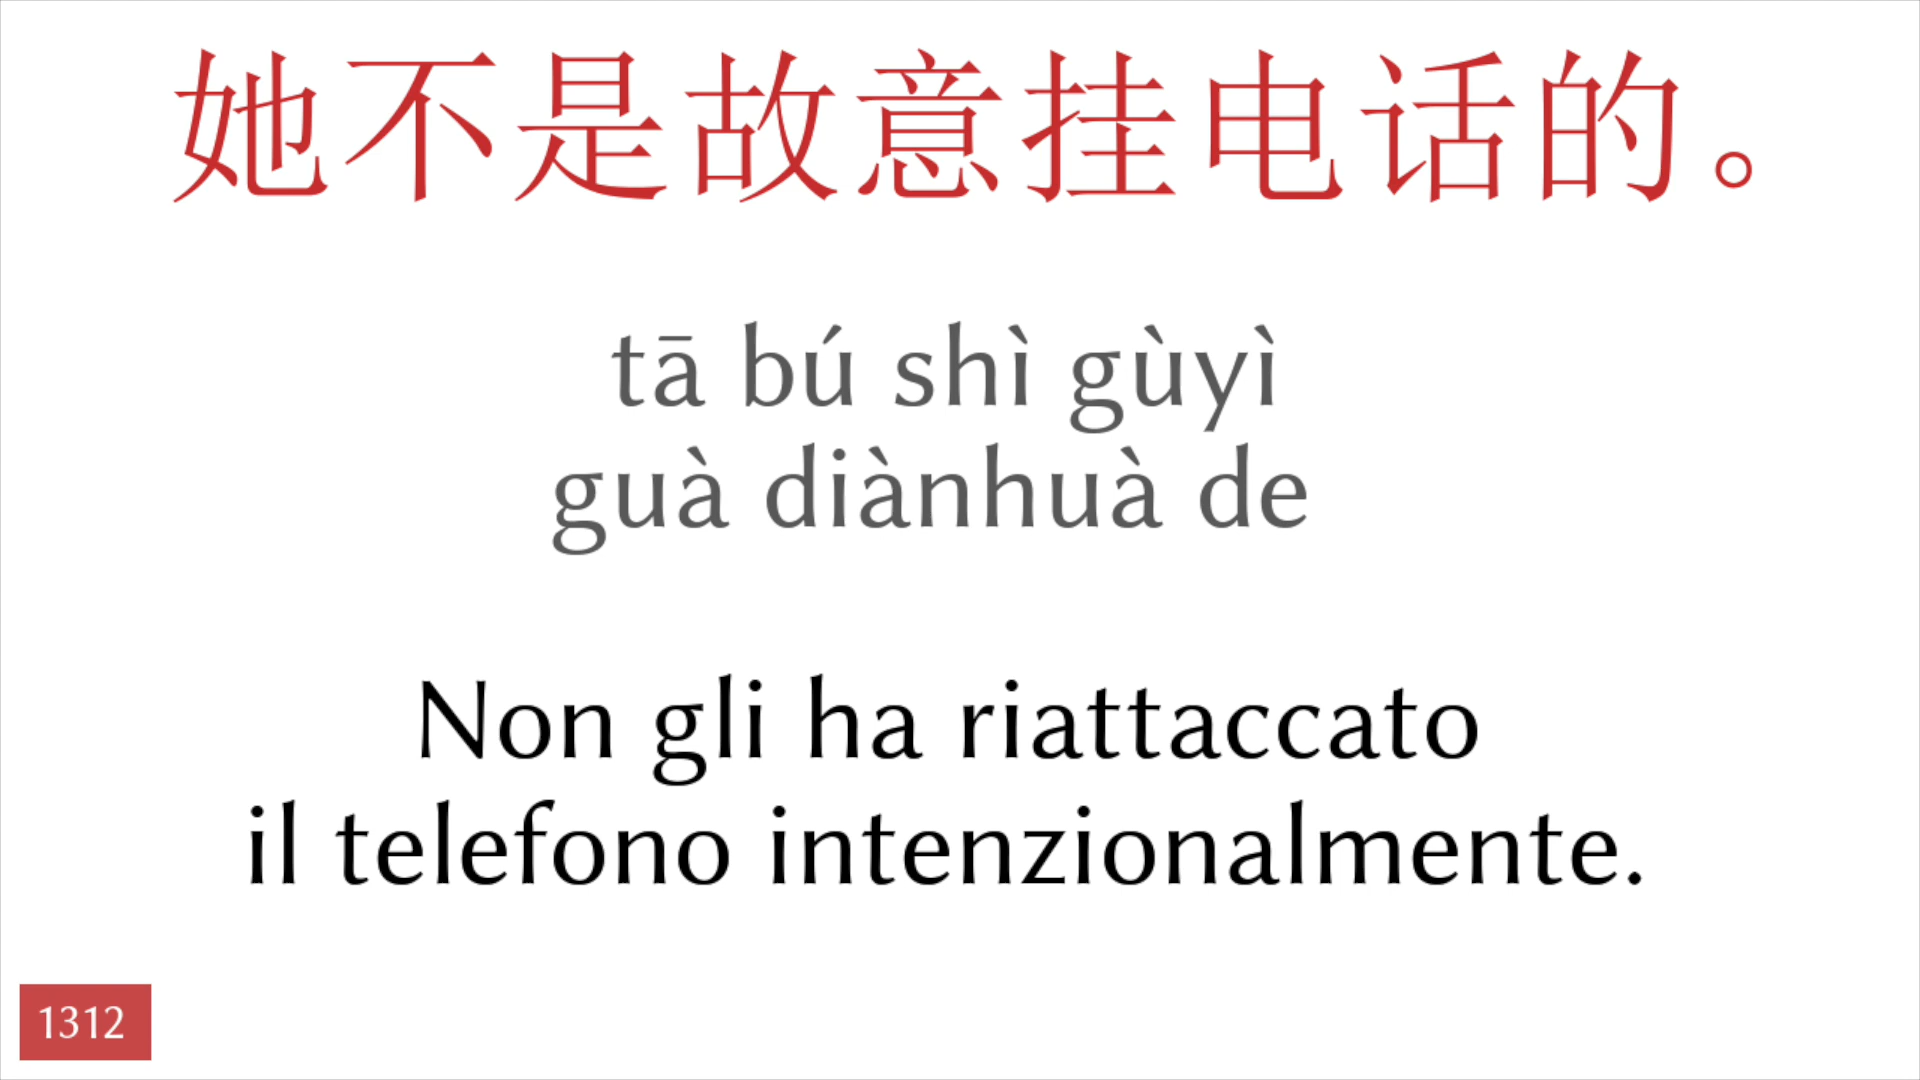 她不是故意挂电话的。
tā bú shì gùyì
guà diànhuà de
Non gli ha riattaccato
il telefono intenzionalmente.
1312